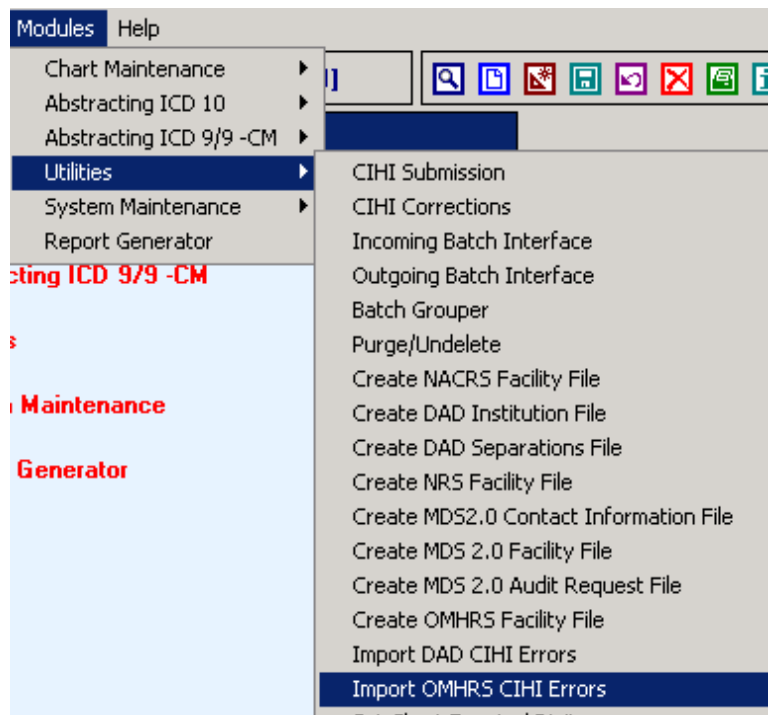 Modules Help
Chart Maintenance
Abstracting ICD 10
Abstracting ICD 9/9 -CM
Utilities
System Maintenance
Report Generator
cting ICD 9/9 -CM
s
Maintenance
Generator
CIHI Submission
CIHI Corrections
Incoming Batch Interface
Outgoing Batch Interface
Batch Grouper
Purge/Undelete
Create NACRS Facility File
Create DAD Institution File
Create DAD Separations File
Create NRS Facility File
Create MDS2.0 Contact Information File
Create MDS 2.0 Facility File
Create MDS 2.0 Audit Request File
Create OMHRS Facility File
Import DAD CIHI Errors
Import OMHRS CIHI Errors